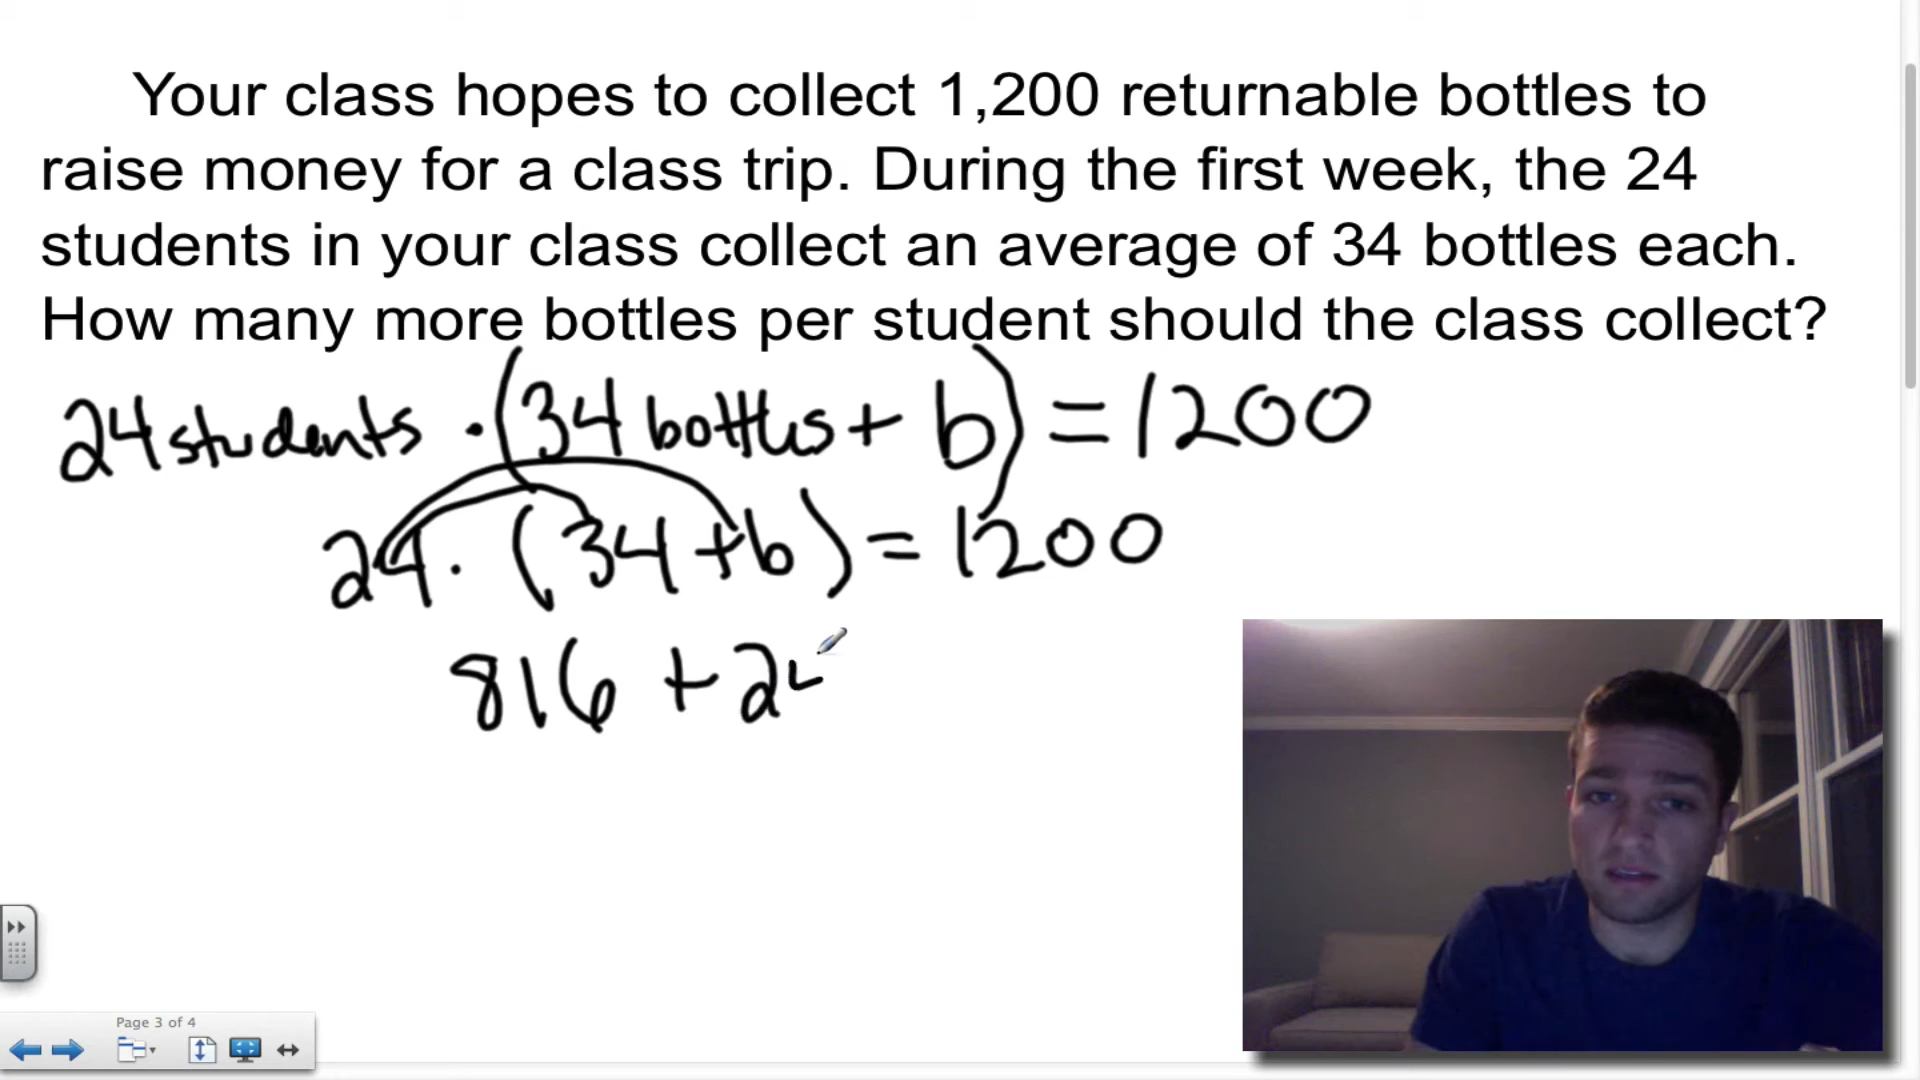 Your class hopes to collect 1,200 returnable bottles to
raise money for a class trip. During the first week, the 24
students in your class collect an average of 34 bottles each.
How many more bottles per student should the class collect?
24 students · (34 bottles + b) = 1200
24 · (34 + b) = 1200
816 + 24
Page 3 of 4